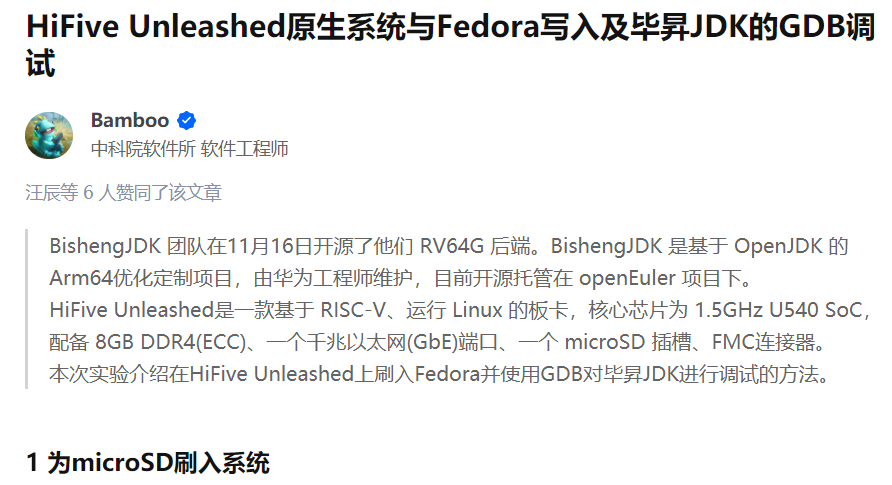 HiFive Unleashed原生系统与Fedora写入及毕昇JDK的GDB调
试
Bamboo
中科院软件所 软件工程师
汪辰等 6 人赞同了该文章
BishengJDK 团队在11月16日开源了他们 RV64G 后端。BishengJDK 是基于 OpenJDK 的
Arm64优化定制项目，由华为工程师维护，目前开源托管在 openEuler 项目下。
HiFive Unleashed是一款基于 RISC-V、运行 Linux 的板卡，核心芯片为 1.5GHz U540 SoC，
配备 8GB DDR4(ECC)、一个千兆以太网(GbE)端口、一个 microSD 插槽、FMC连接器。
本次实验介绍在HiFive Unleashed上刷入Fedora并使用GDB对毕昇JDK进行调试的方法。
1 为microSD刷入系统